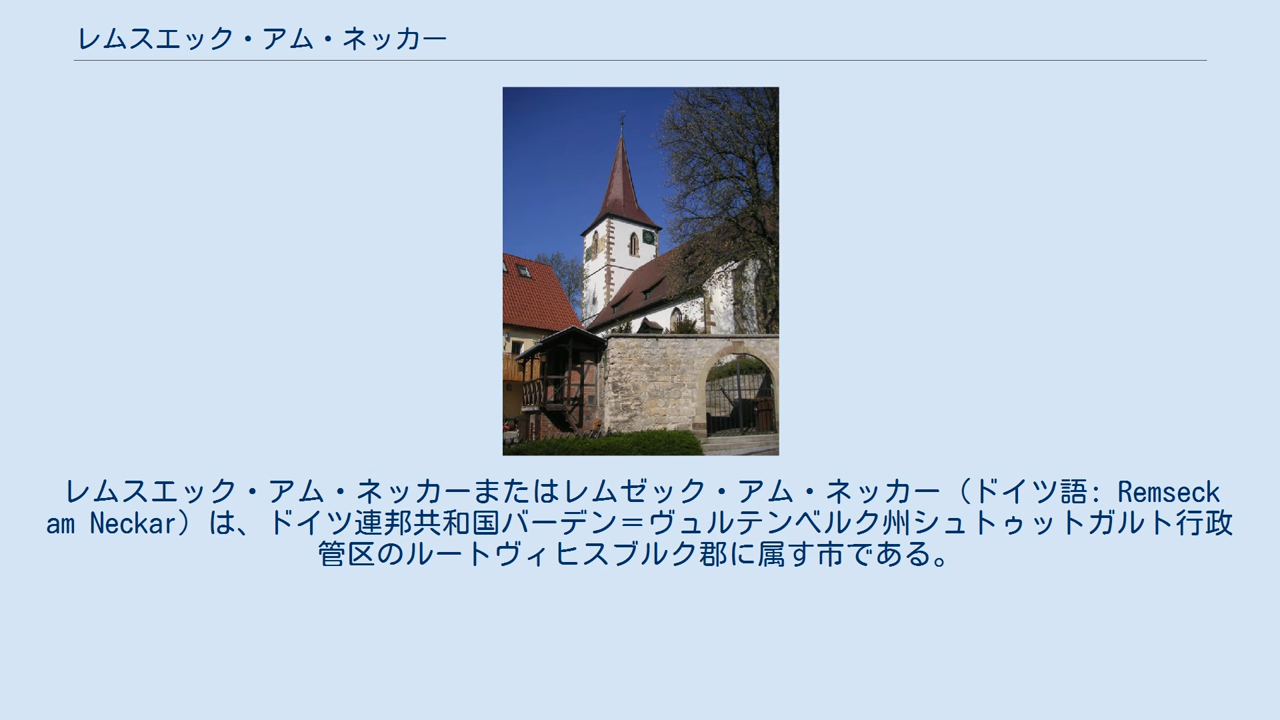 レムスエック・アム・ネッカー
レムスエック・アム・ネッカーまたはレムゼック・アム・ネッカー（ドイツ語: Remseck
am Neckar）は、ドイツ連邦共和国バーデン＝ヴュルテンベルク州シュトゥットガルト行政
管区のルートヴィヒスブルク郡に属す市である。